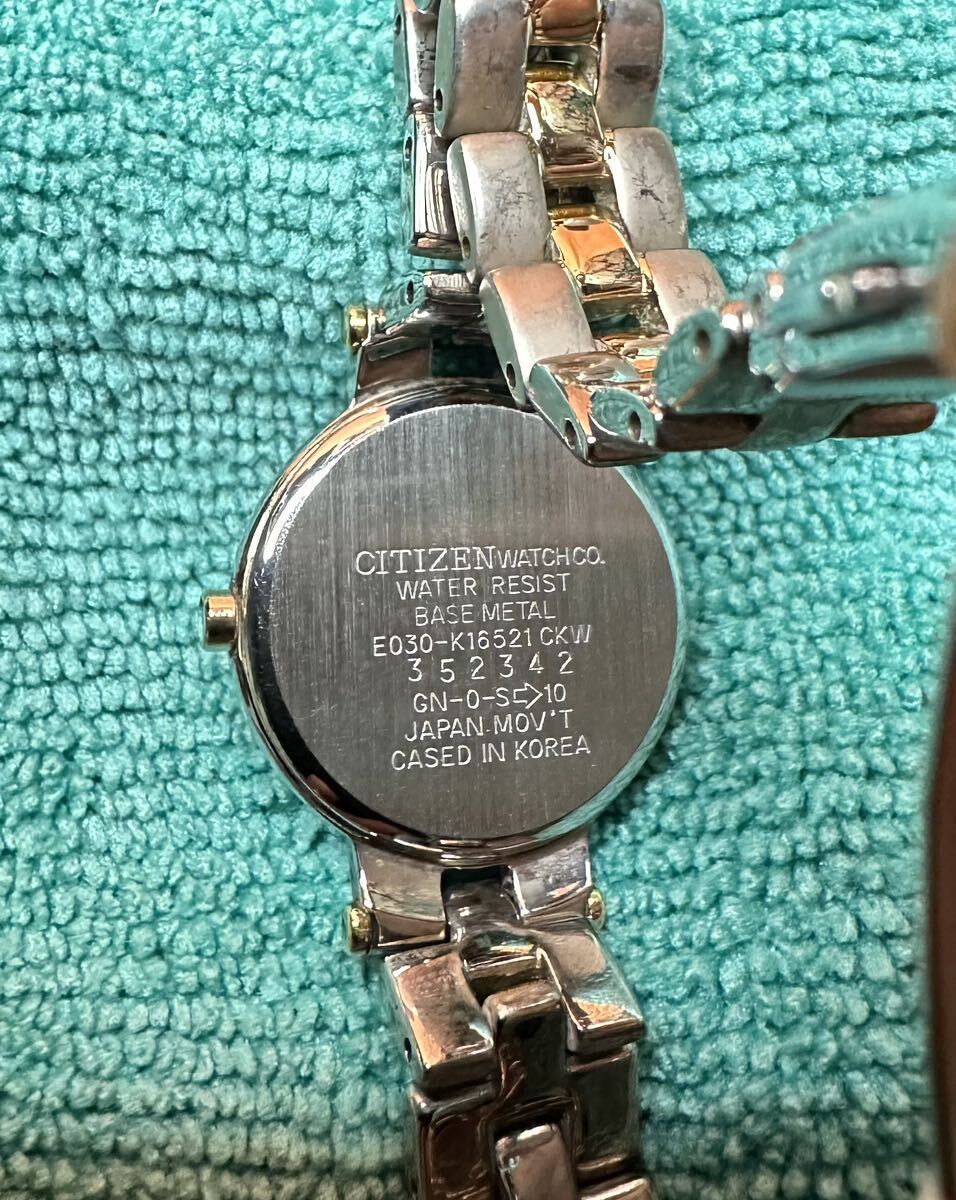 CITIZEN WATCH CO.
WATER RESIST
BASE METAL
E030-K16521 CKW
352342
GN-0-S⇨10
JAPAN MOV'T
CASED IN KOREA